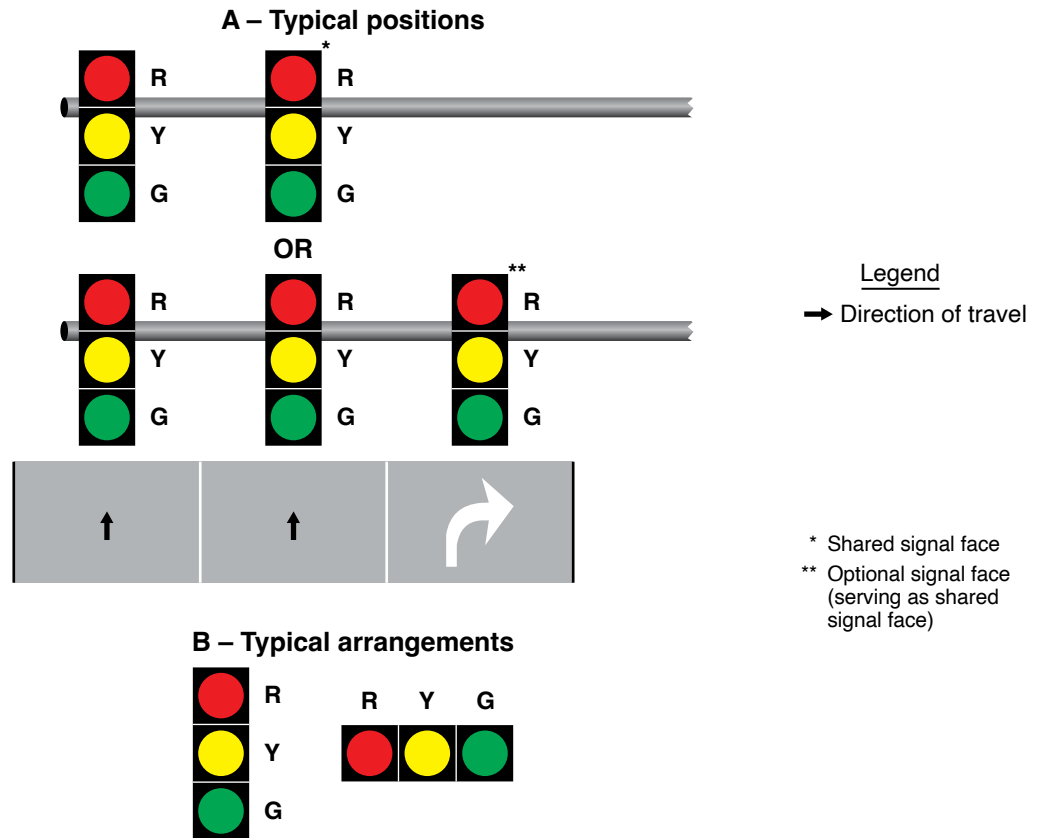 A – Typical positions
*
R R
Y Y
G G
OR
**
R R R
Y Y Y
G G G
Legend
Direction of travel
* Shared signal face
** Optional signal face
(serving as shared
signal face)
B – Typical arrangements
R
Y
G
R Y G